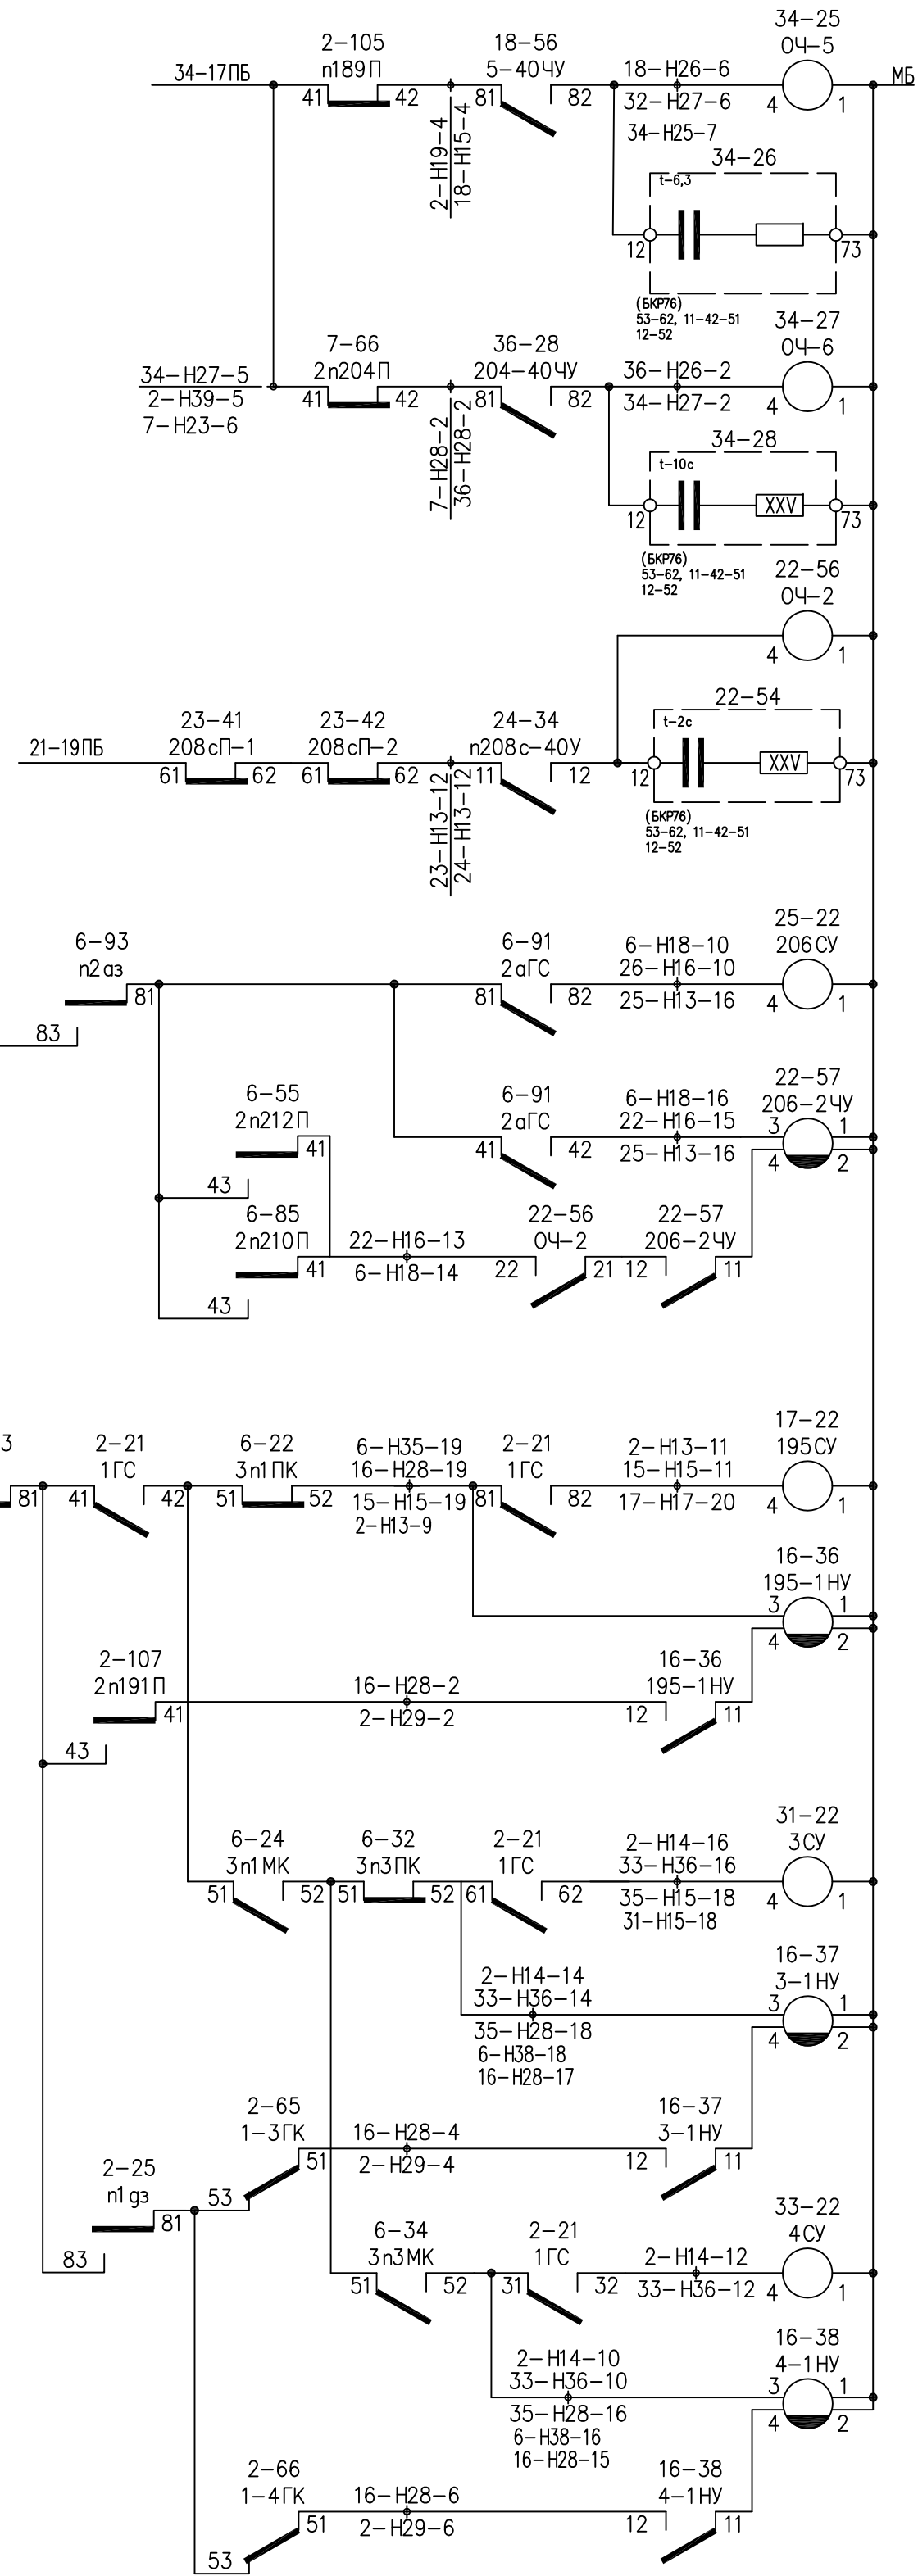 34-25
2-105
18-56
ОЧ-5
34-17ПБ
п189П
5-40ЧУ
18-Н26-6
МБ
41
42
81
82
32-Н27-6
4
1
34-Н25-7
2-Н19-4
18-Н15-4
34-26
t-6,3
12
73
(БКР76)
53-62, 11-42-51
12-52
34-27
7-66
36-28
ОЧ-6
34-Н27-5
2п204П
204-40ЧУ
36-Н26-2
2-Н39-5
41
42
81
82
34-Н27-2
4
1
7-Н23-6
7-Н28-2
36-Н28-2
34-28
t-10с
XXV
12
73
(БКР76)
53-62, 11-42-51
12-52
22-56
ОЧ-2
4
1
22-54
23-41
23-42
24-34
t-2с
21-19ПБ
208сП-1
208сП-2
п208с-40У
XXV
61
62
61
62
11
12
12
73
23-Н13-12
24-Н13-12
(БКР76)
53-62, 11-42-51
12-52
25-22
6-93
6-91
6-Н18-10
206СУ
п2аз
2аГС
26-Н16-10
81
81
82
25-Н13-16
4
1
83
22-57
6-55
6-91
6-Н18-16
206-2ЧУ
2п212П
2аГС
22-Н16-15
3
1
41
41
42
25-Н13-16
4
2
43
6-85
22-56
22-57
2п210П
22-Н16-13
ОЧ-2
206-2ЧУ
41
6-Н18-14
22
21
12
11
43
17-22
3
2-21
6-22
6-Н35-19
2-21
2-Н13-11
195СУ
1ГС
3п1ПК
16-Н28-19
1ГС
15-Н15-11
81
41
42
51
52
15-Н15-19
81
82
17-Н17-20
4
1
2-Н13-9
16-36
195-1НУ
3
1
4
2
2-107
16-36
2п191П
16-Н28-2
195-1НУ
41
2-Н29-2
12
11
43
31-22
6-24
6-32
2-21
2-Н14-16
3СУ
3п1МК
3п3ПК
1ГС
33-Н36-16
51
52
51
52
61
62
35-Н15-18
4
1
31-Н15-18
16-37
2-Н14-14
3-1НУ
33-Н36-14
3
1
35-Н28-18
4
2
6-Н38-18
16-Н28-17
2-65
16-37
1-3ГК
16-Н28-4
3-1НУ
51
2-Н29-4
12
11
2-25
п1дз
53
81
33-22
6-34
2-21
4СУ
83
3п3МК
1ГС
2-Н14-12
51
52
31
32
33-Н36-12
4
1
16-38
2-Н14-10
4-1НУ
33-Н36-10
3
1
35-Н28-16
4
2
6-Н38-16
16-Н28-15
2-66
16-38
1-4ГК
16-Н28-6
4-1НУ
51
2-Н29-6
12
11
53